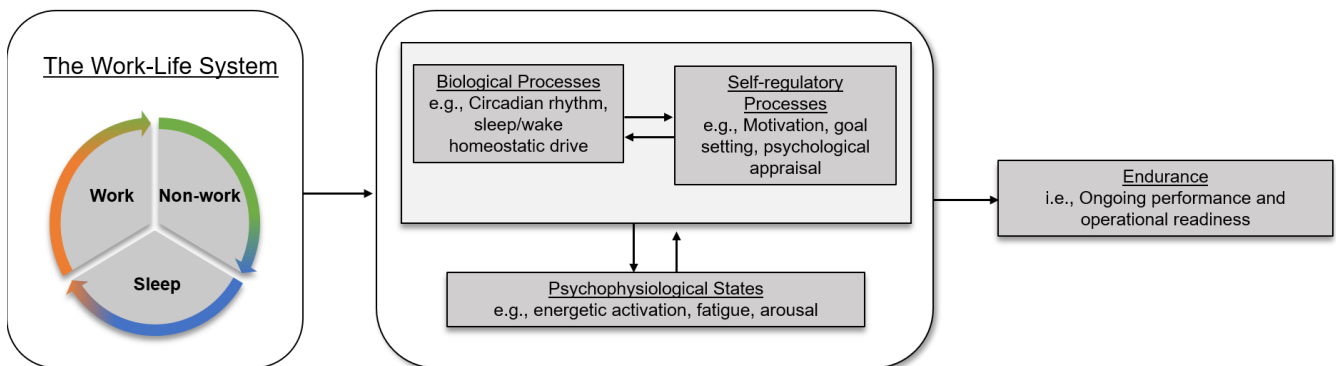 The Work-Life System
Work
Non-work
Sleep
Biological Processes
e.g., Circadian rhythm,
sleep/wake
homeostatic drive
Self-regulatory
Processes
e.g., Motivation, goal
setting, psychological
appraisal
Psychophysiological States
e.g., energetic activation, fatigue, arousal
Endurance
i.e., Ongoing performance and
operational readiness